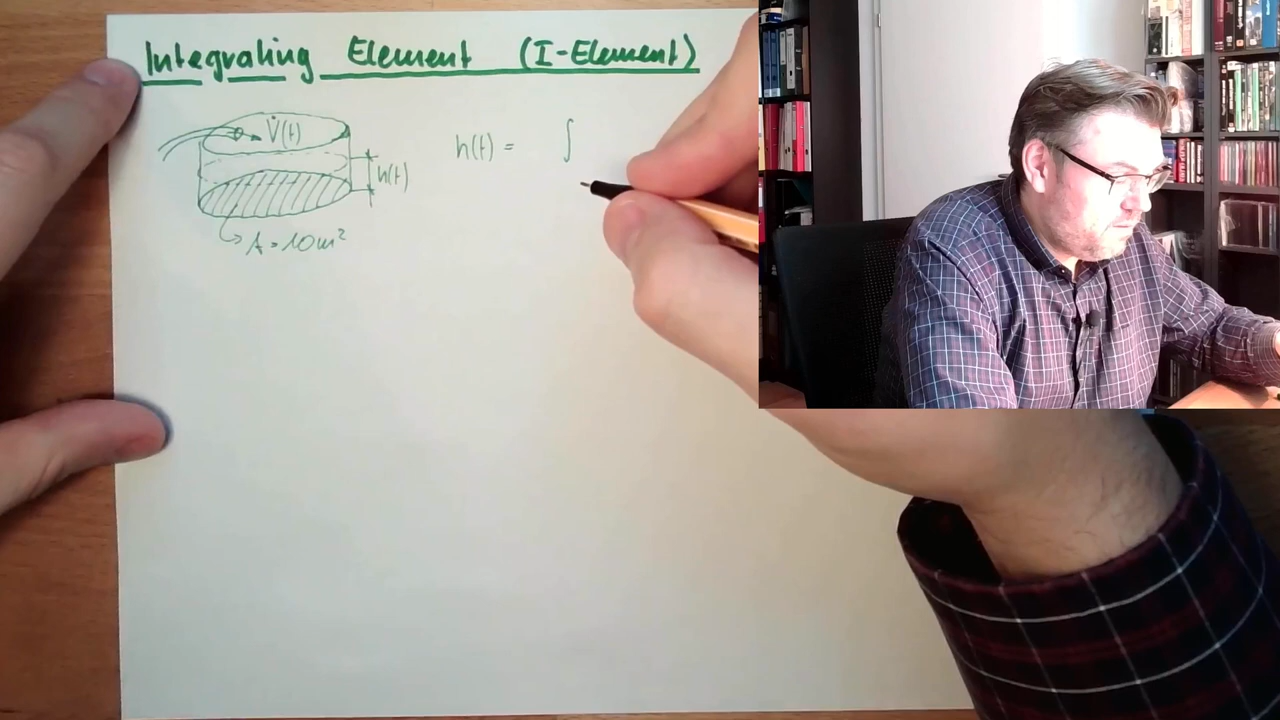 Integrating Element (I-Element)
V̇(t)
h(t) = ∫
h(t)
A = 10m²